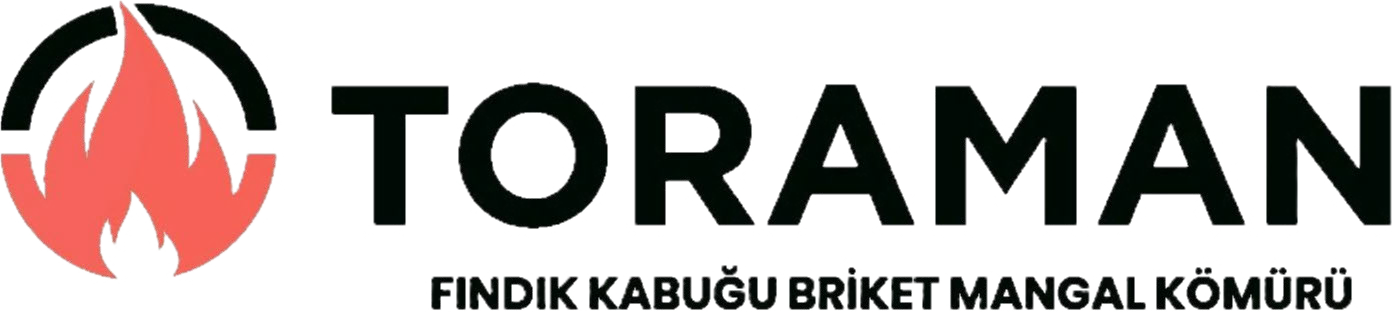 TORAMAN
FINDIK KABUĞU BRİKET MANGAL KÖMÜRÜ